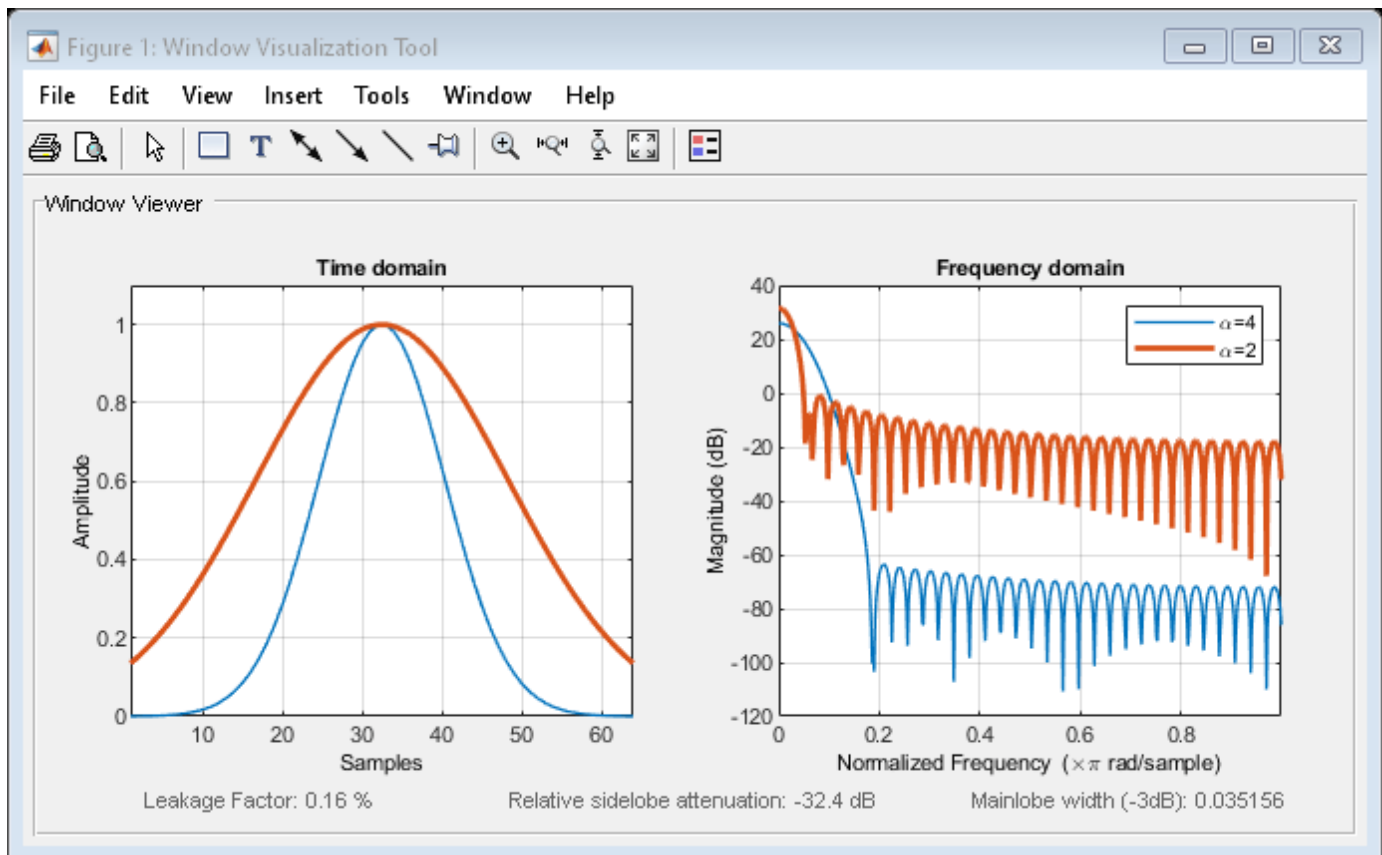 Figure 1: Window Visualization Tool
File Edit View Insert Tools Window Help
T
Window Viewer
Time domain
1
0.8
0.6
0.4
0.2
0
Amplitude
10 20 30 40 50 60
Samples
Frequency domain
40
20
0
-20
-40
-60
-80
-100
-120
Magnitude (dB)
α=4
α=2
0 0.2 0.4 0.6 0.8
Normalized Frequency (×π rad/sample)
Leakage Factor: 0.16 % Relative sidelobe attenuation: -32.4 dB Mainlobe width (-3dB): 0.035156